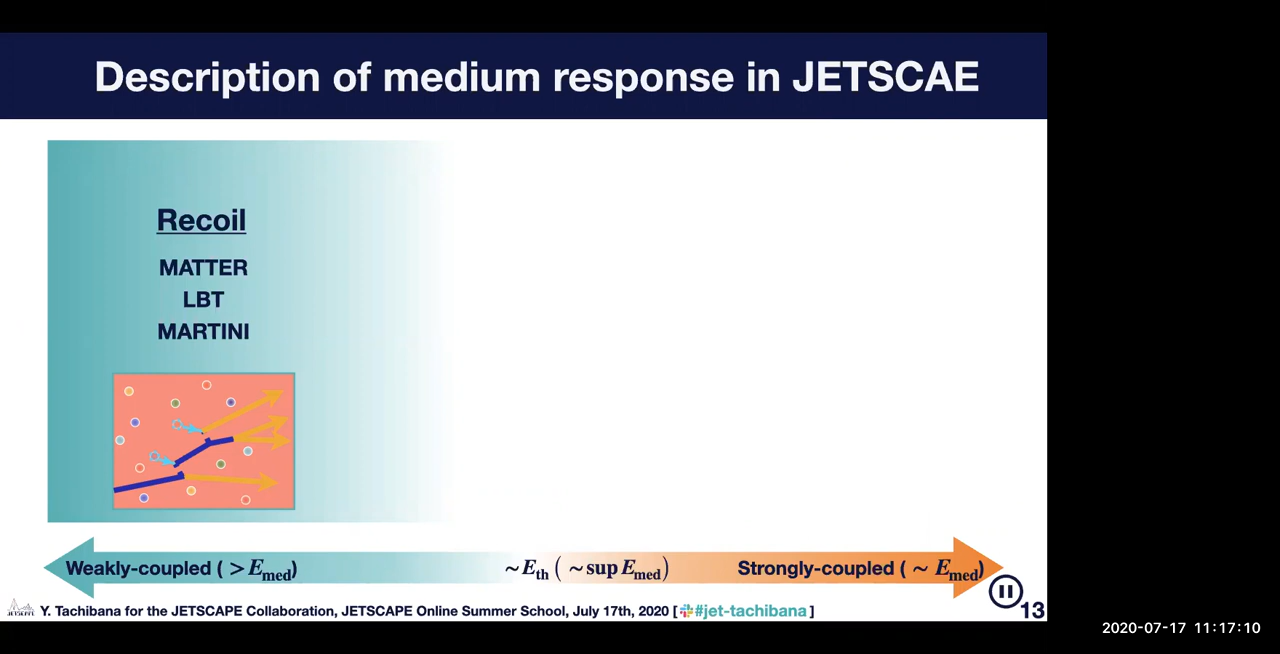 Description of medium response in JETSCAE
Recoil
MATTER
LBT
MARTINI
Weakly-coupled ( > E_med) ~E_th ( ~ sup E_med) Strongly-coupled ( ~ E_med)
JETSCAPE Y. Tachibana for the JETSCAPE Collaboration, JETSCAPE Online Summer School, July 17th, 2020 [ #jet-tachibana ] 13
2020-07-17 11:17:10